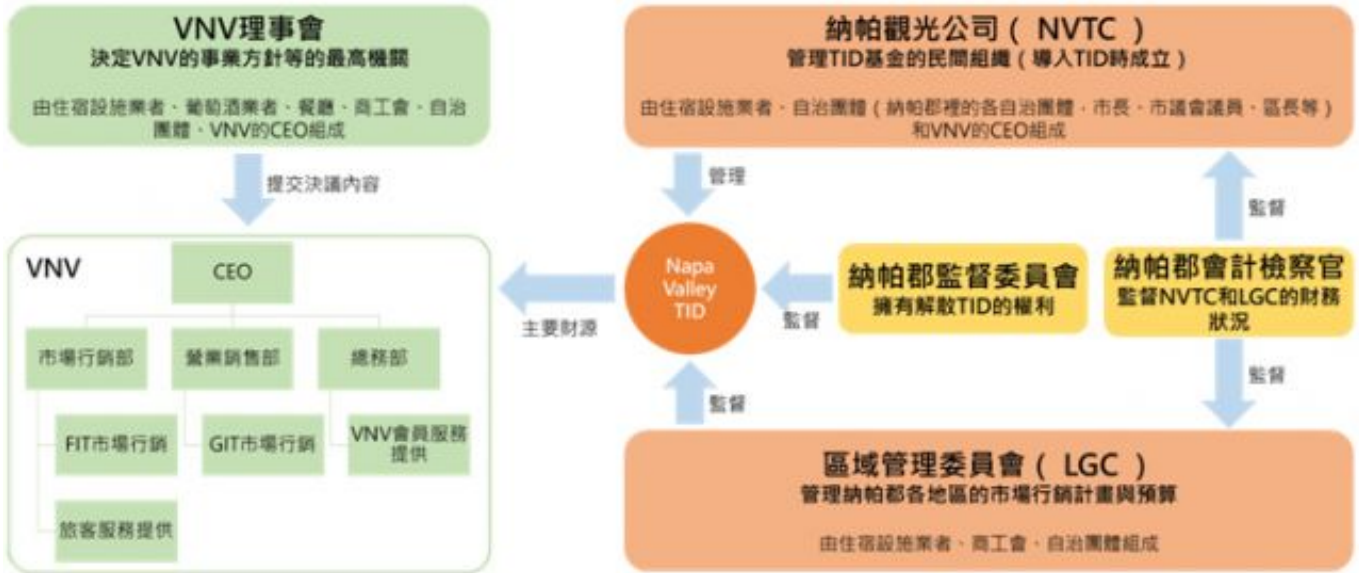 VNV理事會
決定VNV的事業方針等的最高機關
由住宿設施業者、葡萄酒業者、餐廳、商工會、自治
團體、VNV的CEO組成
提交決議內容
VNV
CEO
市場行銷部
營業銷售部
總務部
FIT市場行銷
GIT市場行銷
VNV會員服務
提供
旅客服務提供
納帕觀光公司（ NVTC ）
管理TID基金的民間組織（導入TID時成立）
由住宿設施業者、自治團體（納帕郡裡的各自治團體，市長、市議會議員、區長等）
和VNV的CEO組成
管理
監督
Napa
Valley
TID
主要財源
監督
納帕郡監督委員會
擁有解散TID的權利
納帕郡會計檢察官
監督NVTC和LGC的財務
狀況
監督
監督
區域管理委員會（ LGC ）
管理納帕郡各地區的市場行銷計畫與預算
由住宿設施業者、商工會、自治團體組成